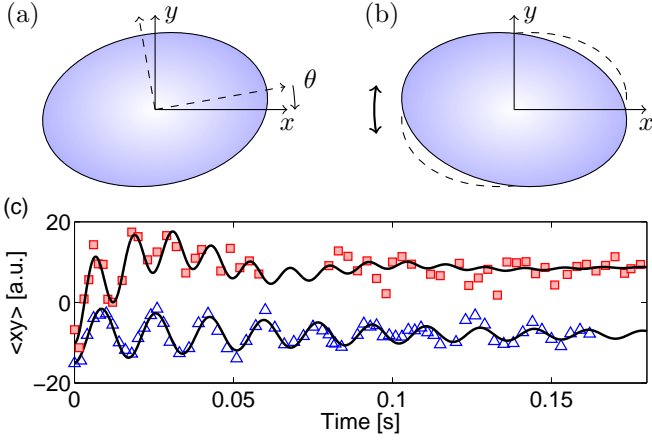 (a)
y
θ
x
(b)
y
x
(c)
<xy> [a.u.]
20
0
−20
0
0.05
0.1
0.15
Time [s]